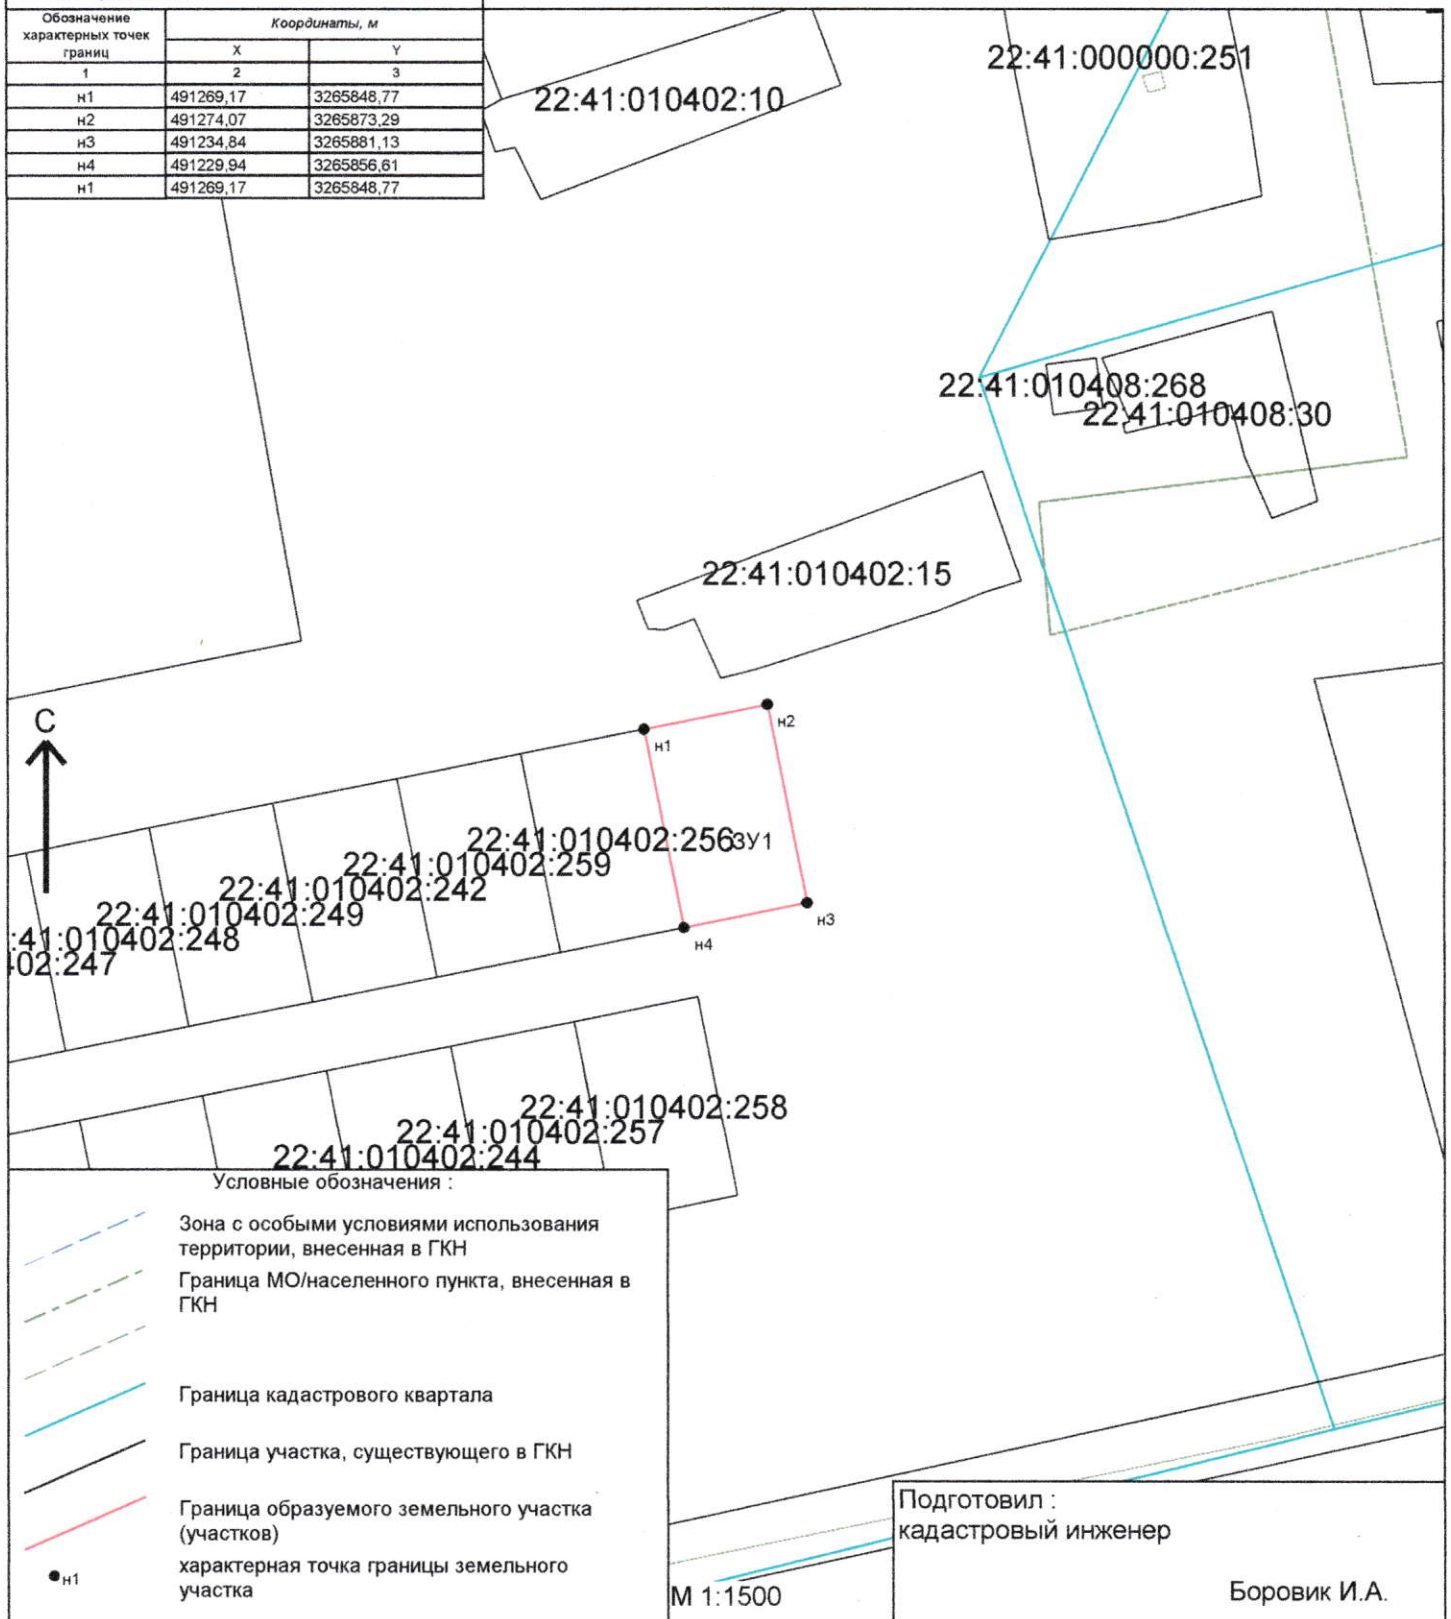 Обозначение характерных точек границ | Координаты, м
X | Y
1 | 2 | 3
н1 | 491269,17 | 3265848,77
н2 | 491274,07 | 3265873,29
н3 | 491234,84 | 3265881,13
н4 | 491229,94 | 3265856,61
н1 | 491269,17 | 3265848,77
22:41:000000:251
22:41:010402:10
22:41:010408:268
22:41:010408:30
22:41:010402:15
С
н2
н1
22:41:010402:256
ЗУ1
22:41:010402:259
22:41:010402:242
22:41:010402:249
:41:010402:248
402:247
н3
н4
22:41:010402:258
22:41:010402:257
22:41:010402:244
Условные обозначения :
Зона с особыми условиями использования
территории, внесенная в ГКН
Граница МО/населенного пункта, внесенная в
ГКН
Граница кадастрового квартала
Граница участка, существующего в ГКН
Граница образуемого земельного участка
(участков)
н1
характерная точка границы земельного
участка
М 1:1500
Подготовил :
кадастровый инженер
Боровик И.А.